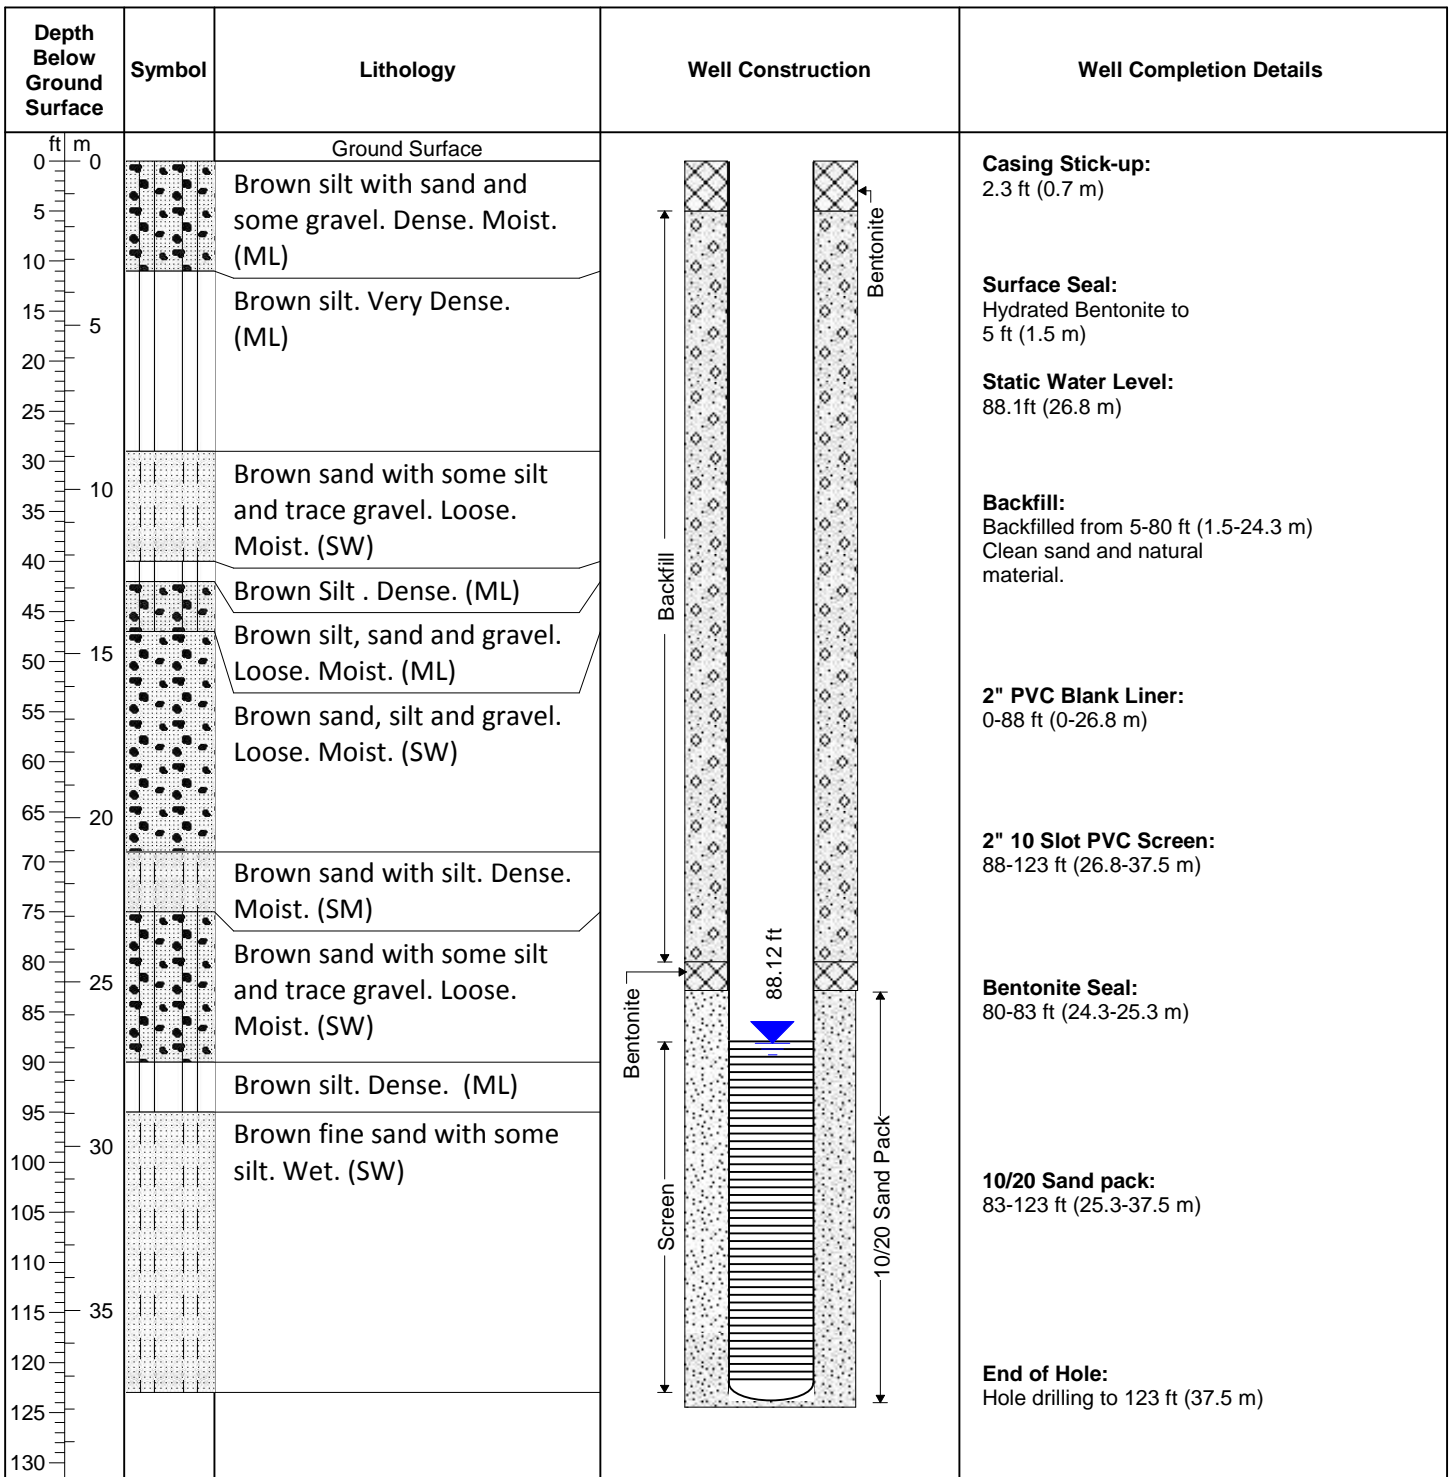 Depth
Below
Ground
Surface
Symbol
Lithology
Well Construction
Well Completion Details
ft m
0
5
10
15
20
25
30
35
40
45
50
55
60
65
70
75
80
85
90
95
100
105
110
115
120
125
130
0
5
10
15
20
25
30
35
Ground Surface
Brown silt with sand and
some gravel. Dense. Moist.
(ML)
Brown silt. Very Dense.
(ML)
Brown sand with some silt
and trace gravel. Loose.
Moist. (SW)
Brown Silt . Dense. (ML)
Brown silt, sand and gravel.
Loose. Moist. (ML)
Brown sand, silt and gravel.
Loose. Moist. (SW)
Brown sand with silt. Dense.
Moist. (SM)
Brown sand with some silt
and trace gravel. Loose.
Moist. (SW)
Brown silt. Dense. (ML)
Brown fine sand with some
silt. Wet. (SW)
Bentonite
Backfill
88.12 ft
Bentonite
Screen
10/20 Sand Pack
Casing Stick-up:
2.3 ft (0.7 m)
Surface Seal:
Hydrated Bentonite to
5 ft (1.5 m)
Static Water Level:
88.1ft (26.8 m)
Backfill:
Backfilled from 5-80 ft (1.5-24.3 m)
Clean sand and natural
material.
2" PVC Blank Liner:
0-88 ft (0-26.8 m)
2" 10 Slot PVC Screen:
88-123 ft (26.8-37.5 m)
Bentonite Seal:
80-83 ft (24.3-25.3 m)
10/20 Sand pack:
83-123 ft (25.3-37.5 m)
End of Hole:
Hole drilling to 123 ft (37.5 m)